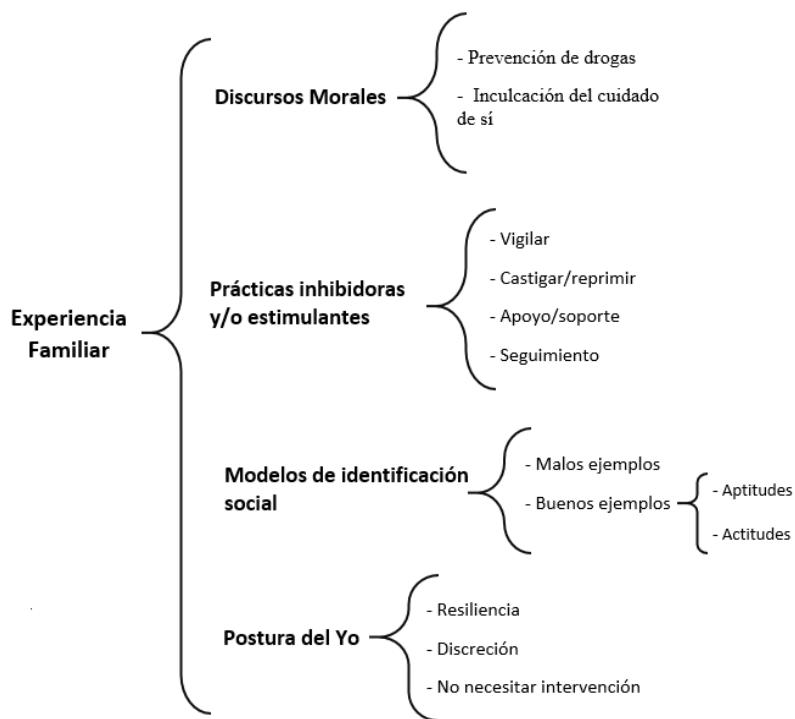 Experiencia
Familiar
Discursos Morales
- Prevención de drogas
- Inculcación del cuidado
de sí
Prácticas inhibidoras
y/o estimulantes
- Vigilar
- Castigar/reprimir
- Apoyo/soporte
- Seguimiento
Modelos de identificación
social
- Malos ejemplos
- Buenos ejemplos
- Aptitudes
- Actitudes
Postura del Yo
- Resiliencia
- Discreción
- No necesitar intervención